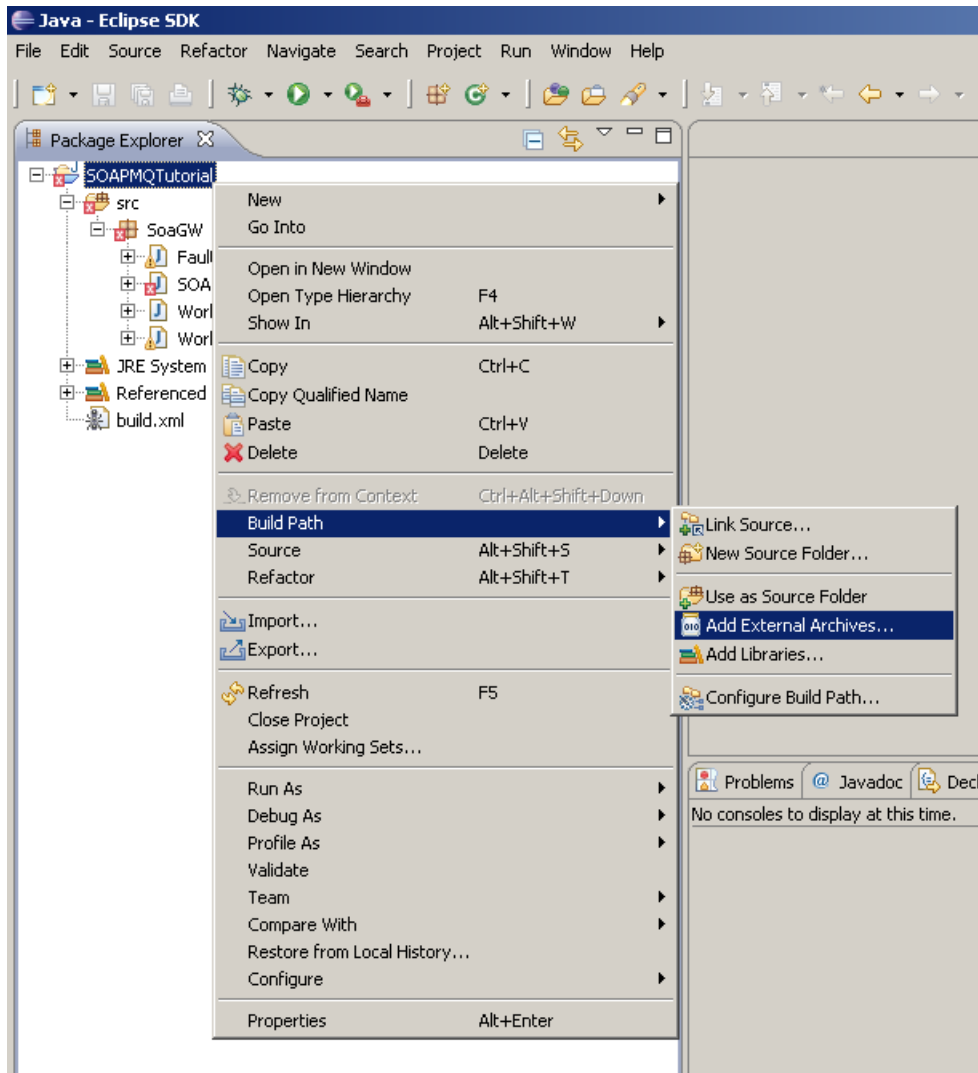 Java - Eclipse SDK
File Edit Source Refactor Navigate Search Project Run Window Help
Package Explorer
SOAPMQTutorial
src
SoaGW
Faul
SOA
Worl
Worl
JRE System
Referenced
build.xml
New
Go Into
Open in New Window
Open Type Hierarchy F4
Show In Alt+Shift+W
Copy Ctrl+C
Copy Qualified Name
Paste Ctrl+V
Delete Delete
Remove from Context Ctrl+Alt+Shift+Down
Build Path
Source Alt+Shift+S
Refactor Alt+Shift+T
Import...
Export...
Refresh F5
Close Project
Assign Working Sets...
Run As
Debug As
Profile As
Validate
Team
Compare With
Restore from Local History...
Configure
Properties Alt+Enter
Link Source...
New Source Folder...
Use as Source Folder
010 Add External Archives...
Add Libraries...
Configure Build Path...
Problems @ Javadoc Decl
No consoles to display at this time.